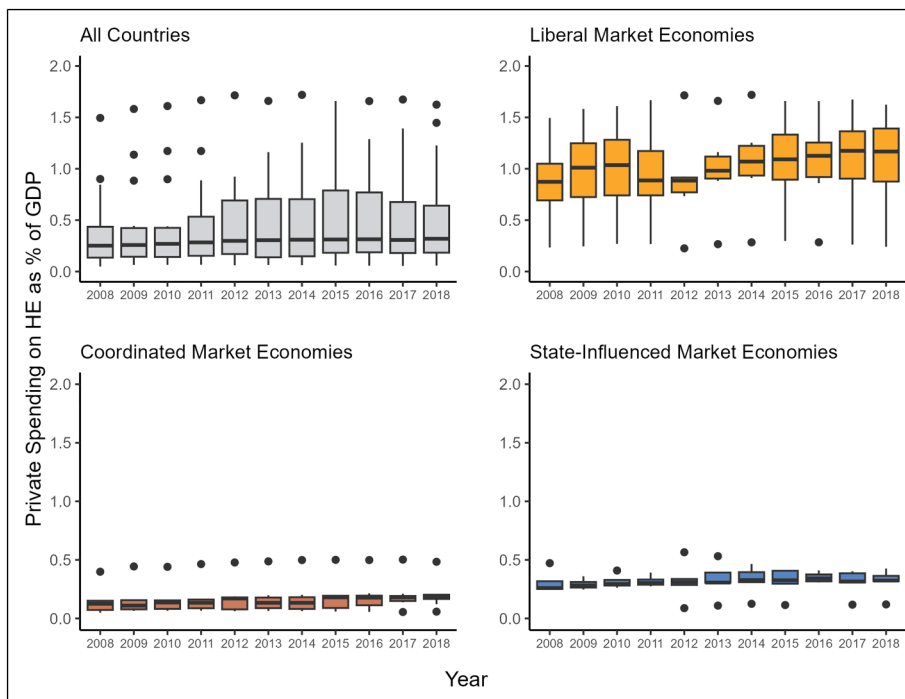 All Countries
Liberal Market Economies
Private Spending on HE as % of GDP
2.0
1.5
1.0
0.5
0.0
2008 2009 2010 2011 2012 2013 2014 2015 2016 2017 2018
2.0
1.5
1.0
0.5
0.0
2008 2009 2010 2011 2012 2013 2014 2015 2016 2017 2018
Coordinated Market Economies
State-Influenced Market Economies
2.0
1.5
1.0
0.5
0.0
2008 2009 2010 2011 2012 2013 2014 2015 2016 2017 2018
2.0
1.5
1.0
0.5
0.0
2008 2009 2010 2011 2012 2013 2014 2015 2016 2017 2018
Year